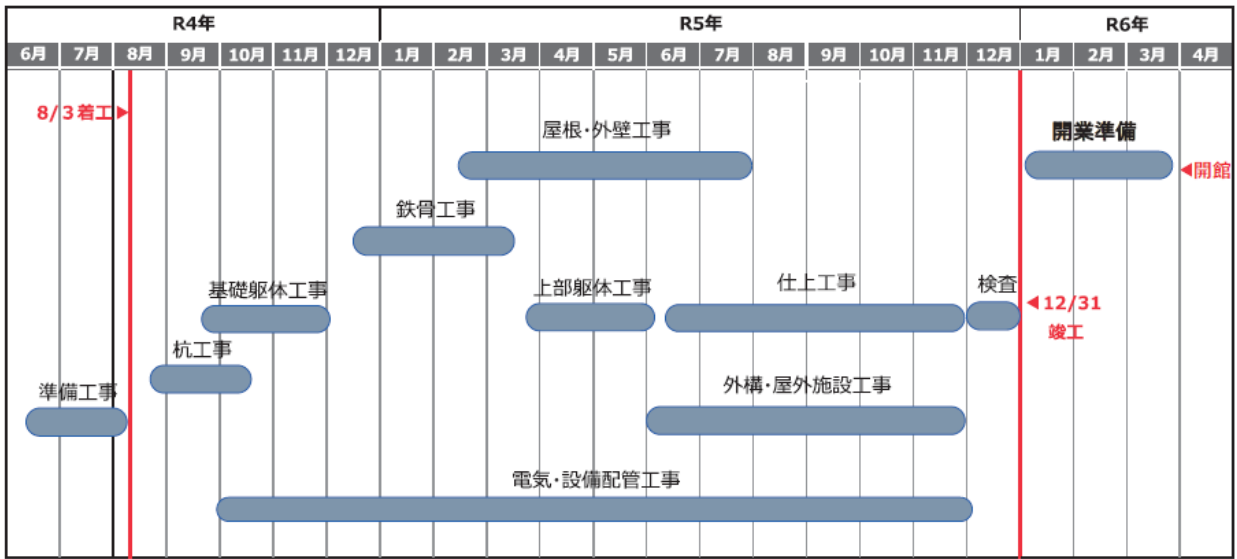 R4年 R5年 R6年
6月 7月 8月 9月 10月 11月 12月 1月 2月 3月 4月 5月 6月 7月 8月 9月 10月 11月 12月 1月 2月 3月 4月
8/3着工
屋根・外壁工事
開業準備
開館
鉄骨工事
基礎躯体工事
上部躯体工事
仕上工事
検査
12/31
竣工
杭工事
準備工事
外構・屋外施設工事
電気・設備配管工事